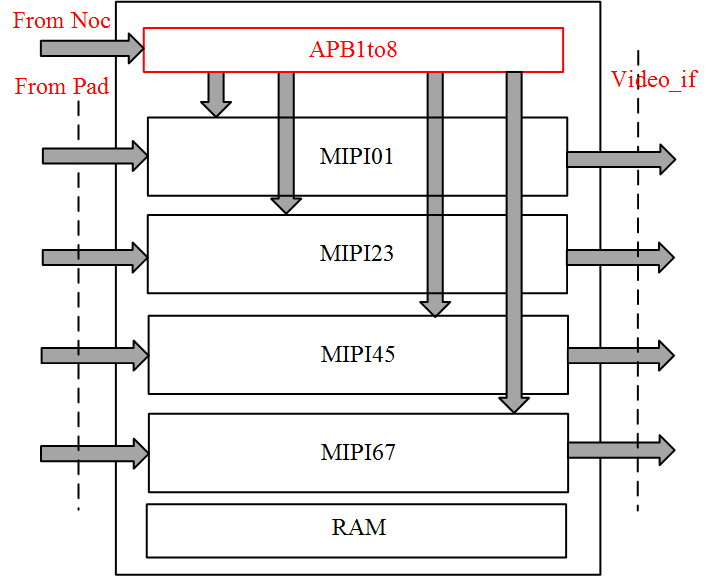 From Noc
APB1to8
From Pad
Video_if
MIPI01
MIPI23
MIPI45
MIPI67
RAM